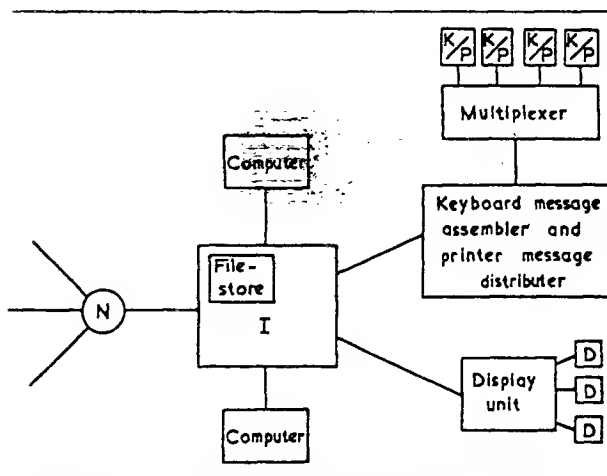 K/P K/P K/P K/P
Multiplexer
Computer
Keyboard message
assembler and
printer message
distributer
File-
store
I
N
D
Display
unit
D
D
Computer